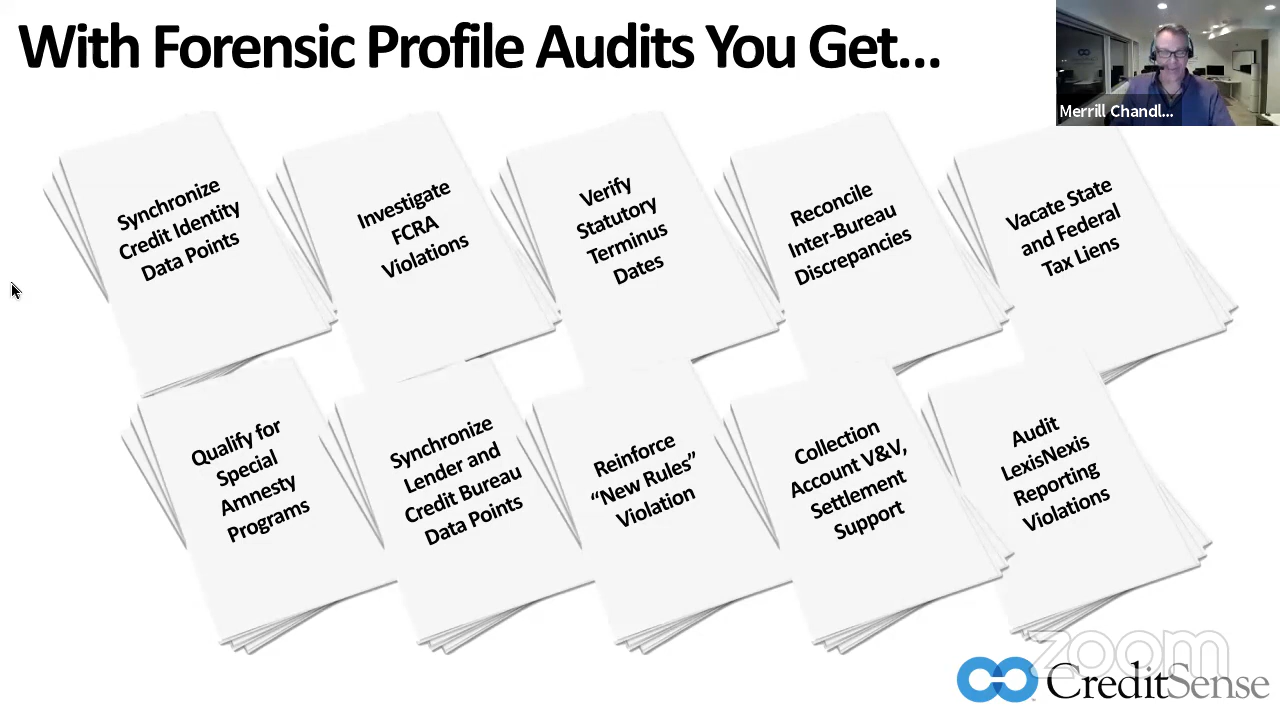 With Forensic Profile Audits You Get...
Merrill Chandl...
Synchronize
Credit Identity
Data Points
Investigate
FCRA
Violations
Verify
Statutory
Terminus
Dates
Reconcile
Inter-Bureau
Discrepancies
Vacate State
and Federal
Tax Liens
Qualify for
Special
Amnesty
Programs
Synchronize
Lender and
Credit Bureau
Data Points
Reinforce
“New Rules”
Violation
Collection
Account V&V,
Settlement
Support
Audit
LexisNexis
Reporting
Violations
zoom
CreditSense